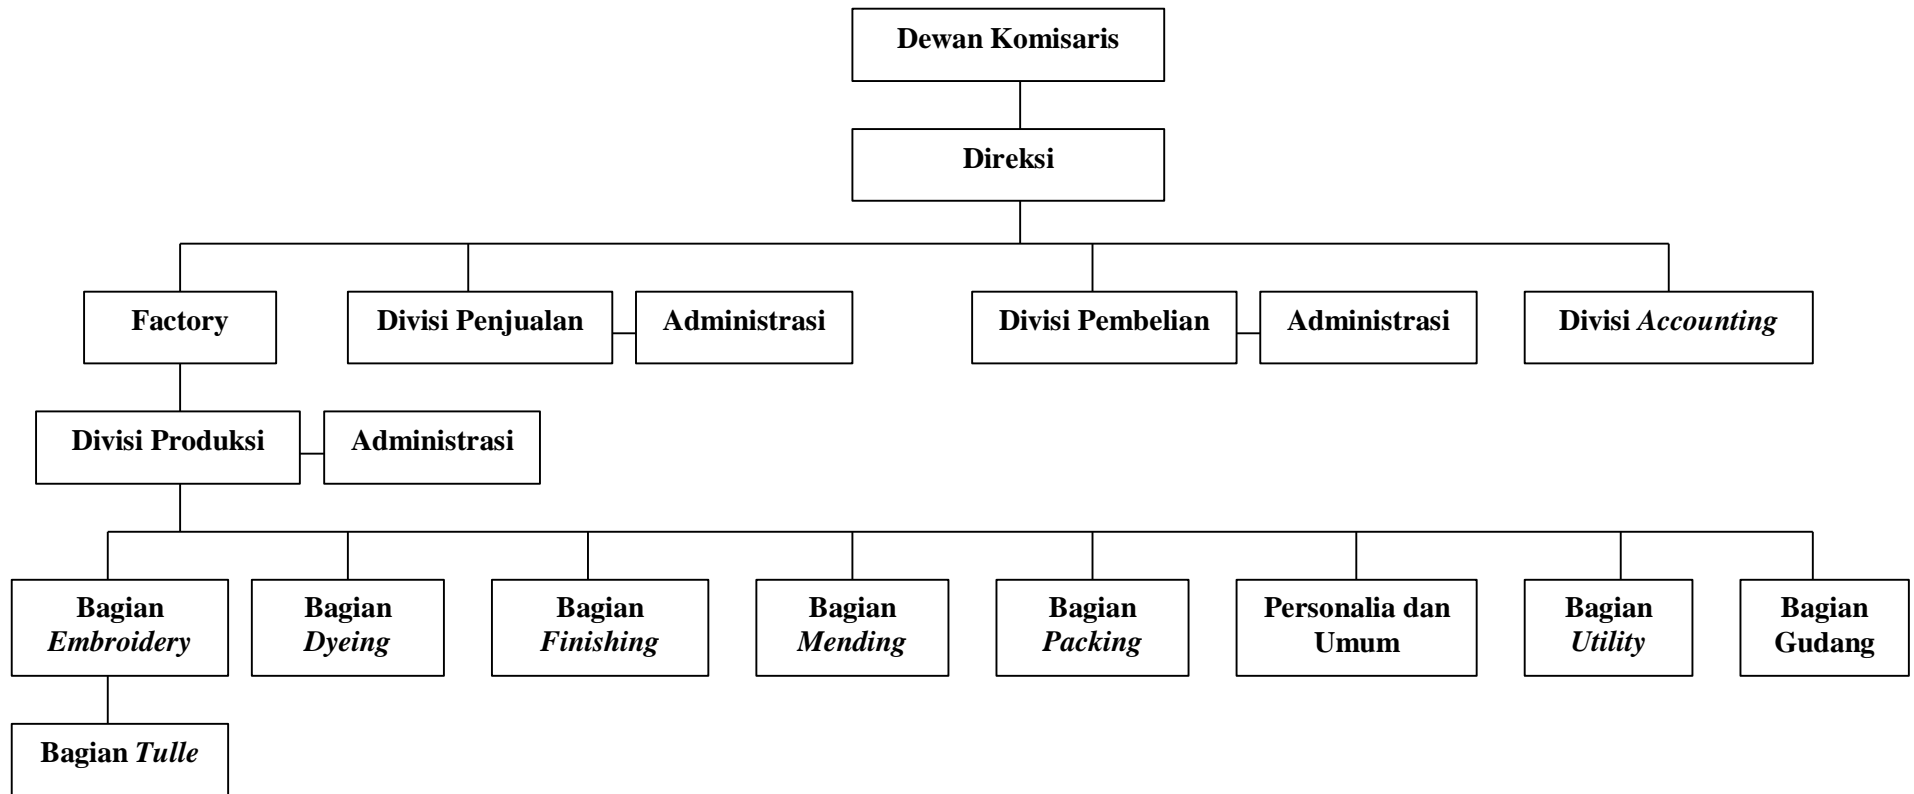 Dewan Komisaris
Direksi
Factory
Divisi Penjualan
Administrasi
Divisi Pembelian
Administrasi
Divisi Accounting
Divisi Produksi
Administrasi
Bagian
Embroidery
Bagian
Dyeing
Bagian
Finishing
Bagian
Mending
Bagian
Packing
Personalia dan
Umum
Bagian
Utility
Bagian
Gudang
Bagian Tulle